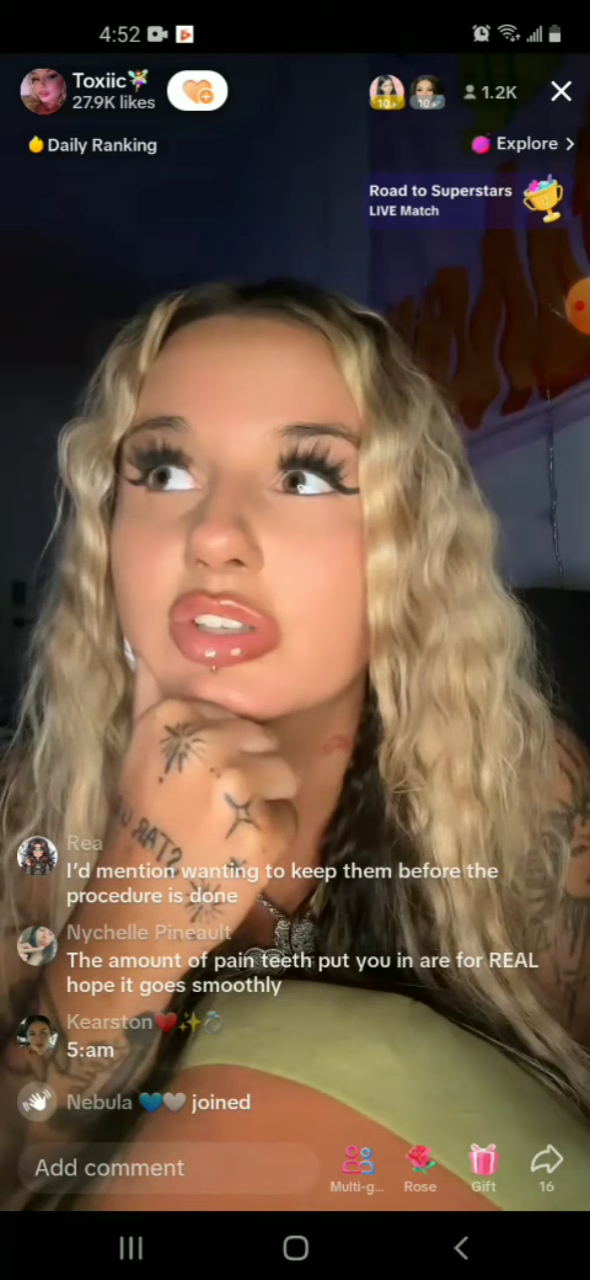 4:52
Toxiic
27.9K likes
10+
10+
1.2K
Daily Ranking
Explore >
Road to Superstars
LIVE Match
Rea
I'd mention wanting to keep them before the
procedure is done
Nychelle Pineault
The amount of pain teeth put you in are for REAL
hope it goes smoothly
Kearston❤️✨💍
5:am
Nebula 💙🩶 joined
Add comment
Multi-g...
Rose
Gift
16